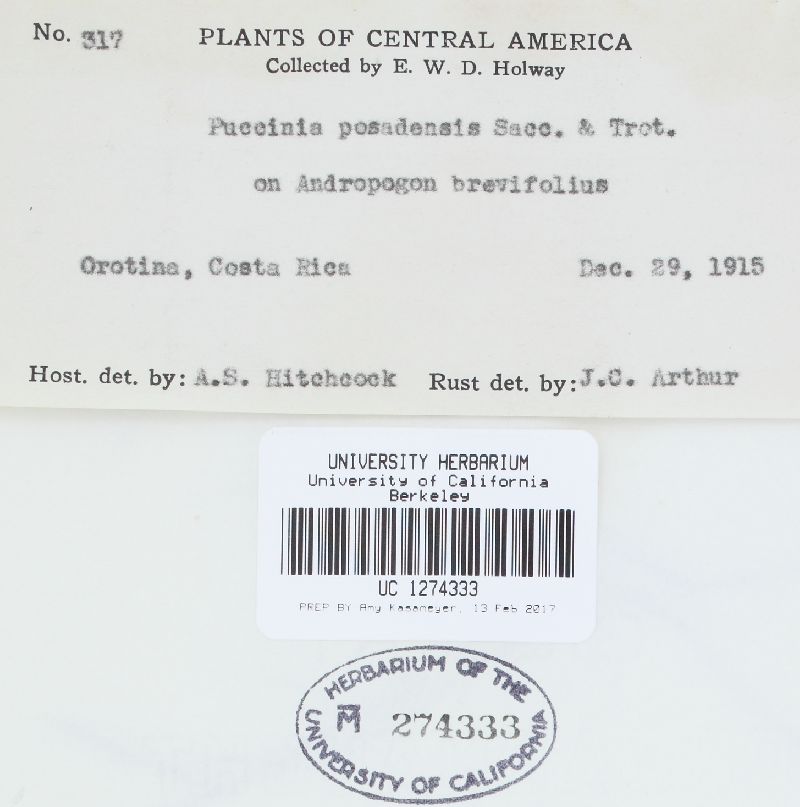 No. 317 PLANTS OF CENTRAL AMERICA
Collected by E. W. D. Holway
Puccinia posadensis Sacc. & Trot.
on Andropogon brevifolius
Orotina, Costa Rica Dec. 29, 1915
Host. det. by: A.S. Hitchcock Rust det. by: J.C. Arthur
UNIVERSITY HERBARIUM
University of California
Berkeley
UC 1274333
PREP BY Amy Kasameyer, 13 Feb 2017
HERBARIUM OF THE
274333
UNIVERSITY OF CALIFORNIA